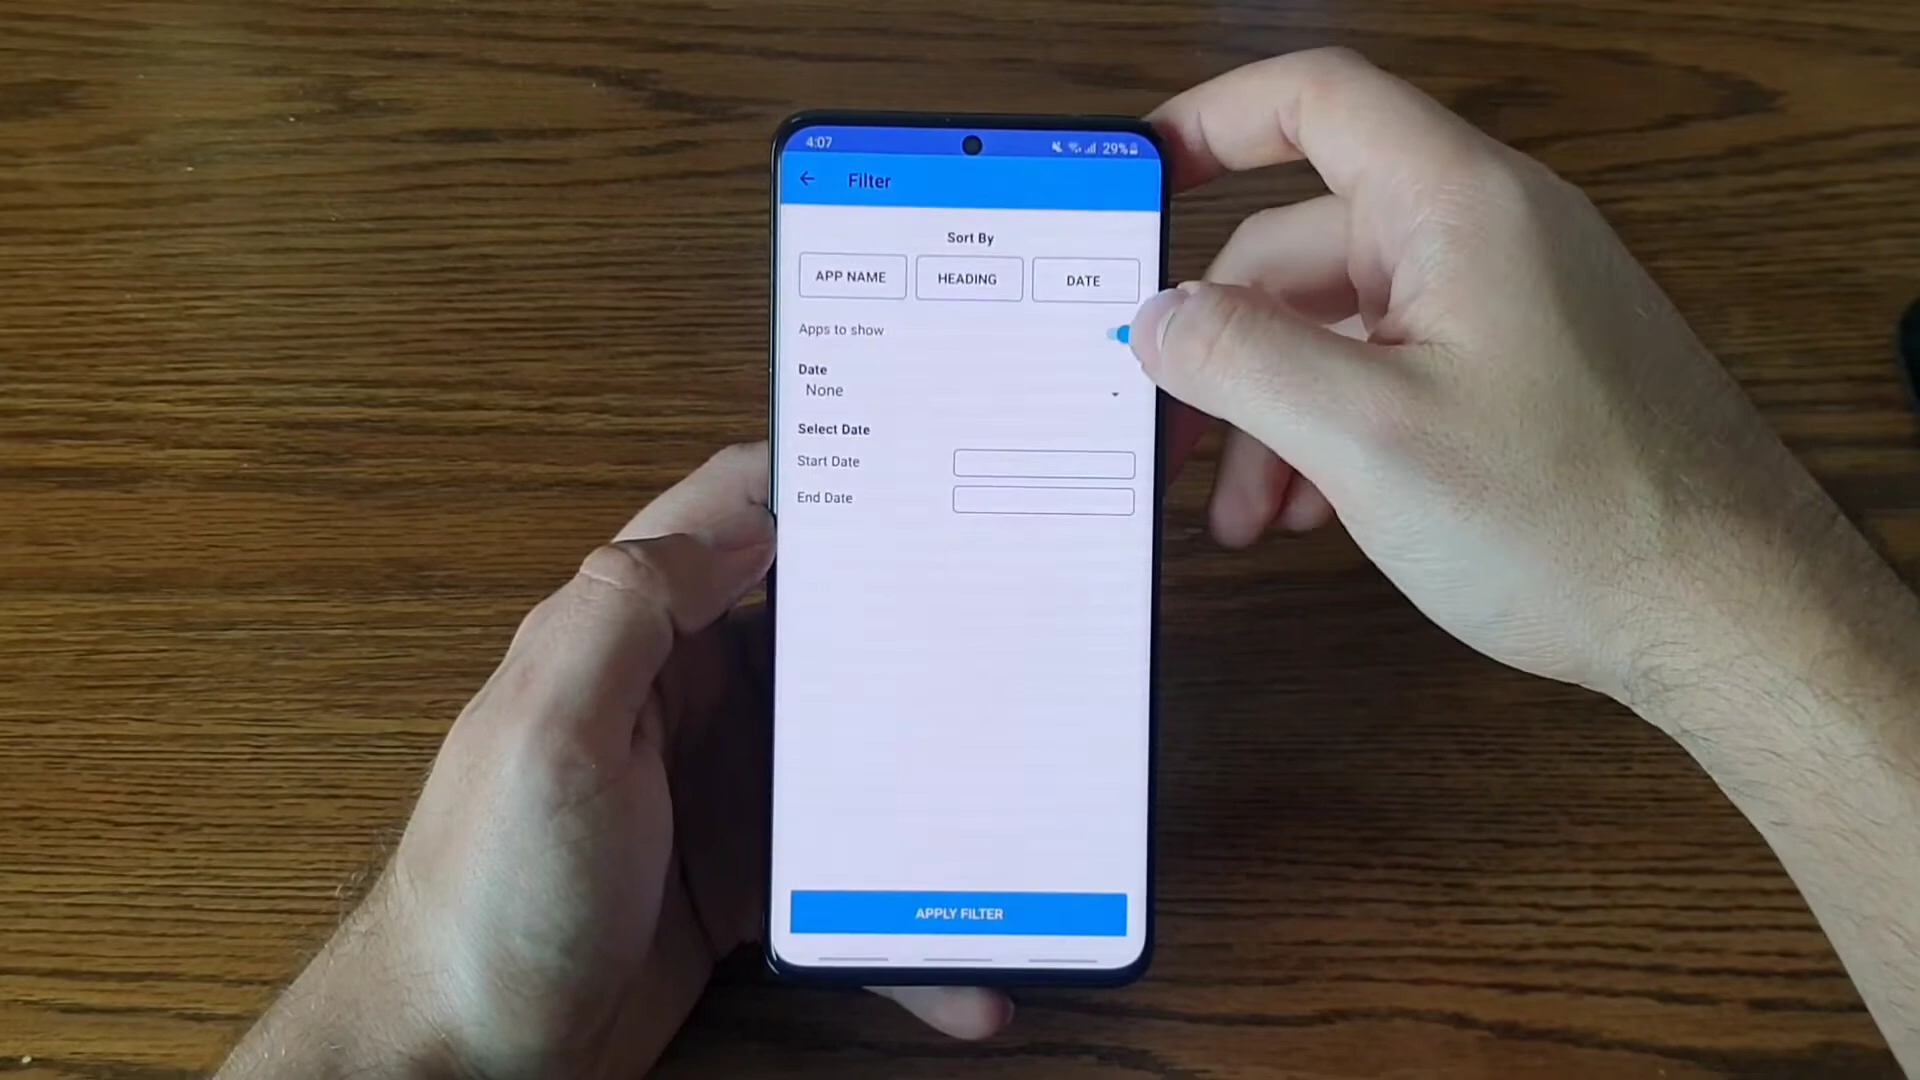 4:07
29%
Filter
Sort By
APP NAME HEADING DATE
Apps to show
Date
None
Select Date
Start Date
End Date
APPLY FILTER